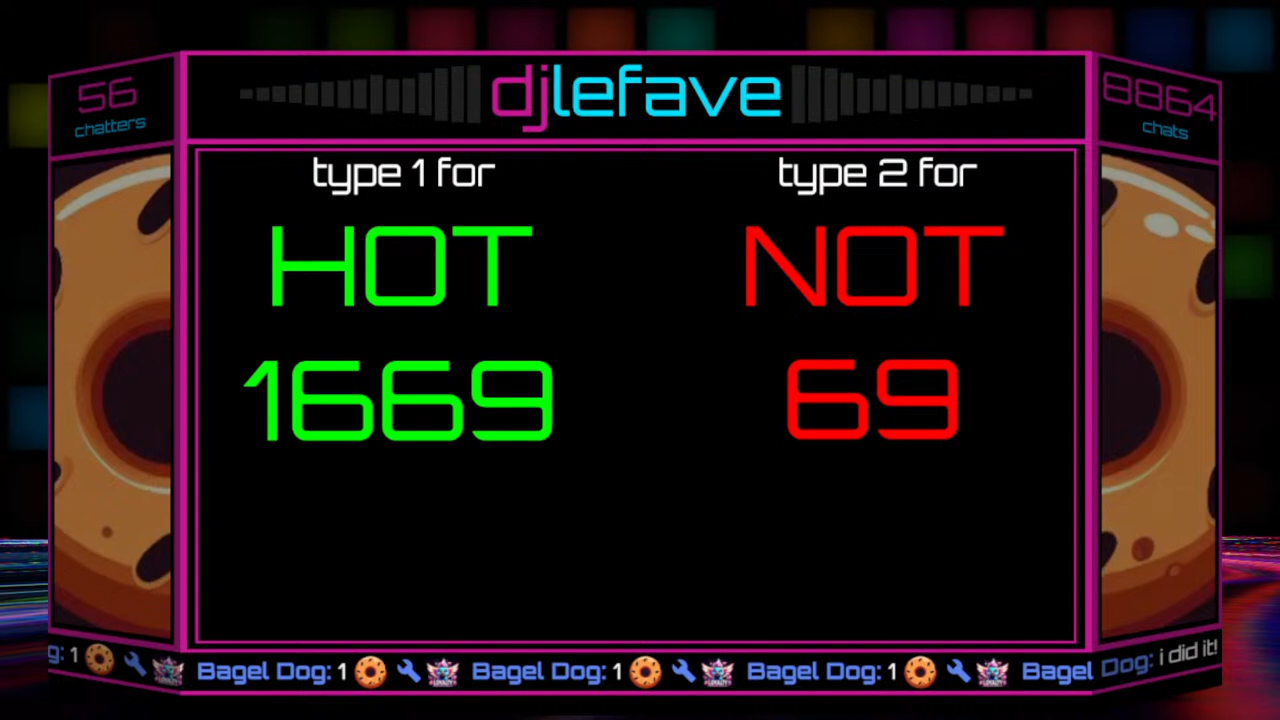 56
chatters
djlefave
8864
chats
type 1 for
HOT
1669
type 2 for
NOT
69
g: 1 Bagel Dog: 1 Bagel Dog: 1 Bagel Dog: 1 Bagel Dog: i did it!